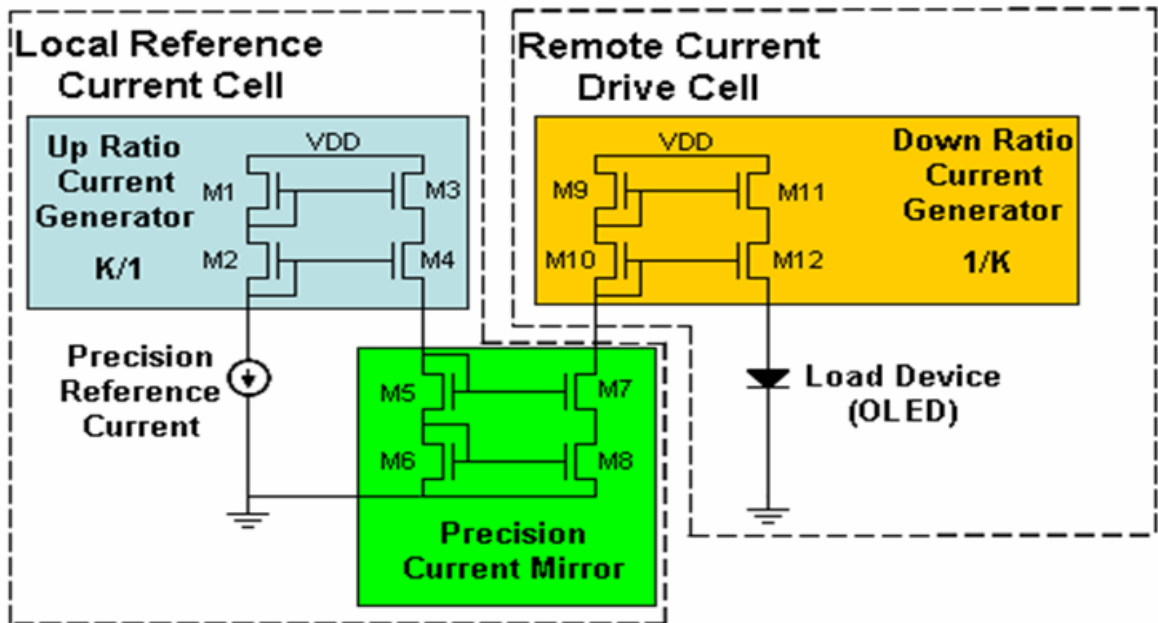 Local Reference
Current Cell
Remote Current
Drive Cell
Up Ratio
Current
Generator
K/1
VDD
M1
M3
M2
M4
VDD
M9
M11
M10
M12
Down Ratio
Current
Generator
1/K
Precision
Reference
Current
M5
M7
M6
M8
Precision
Current Mirror
Load Device
(OLED)